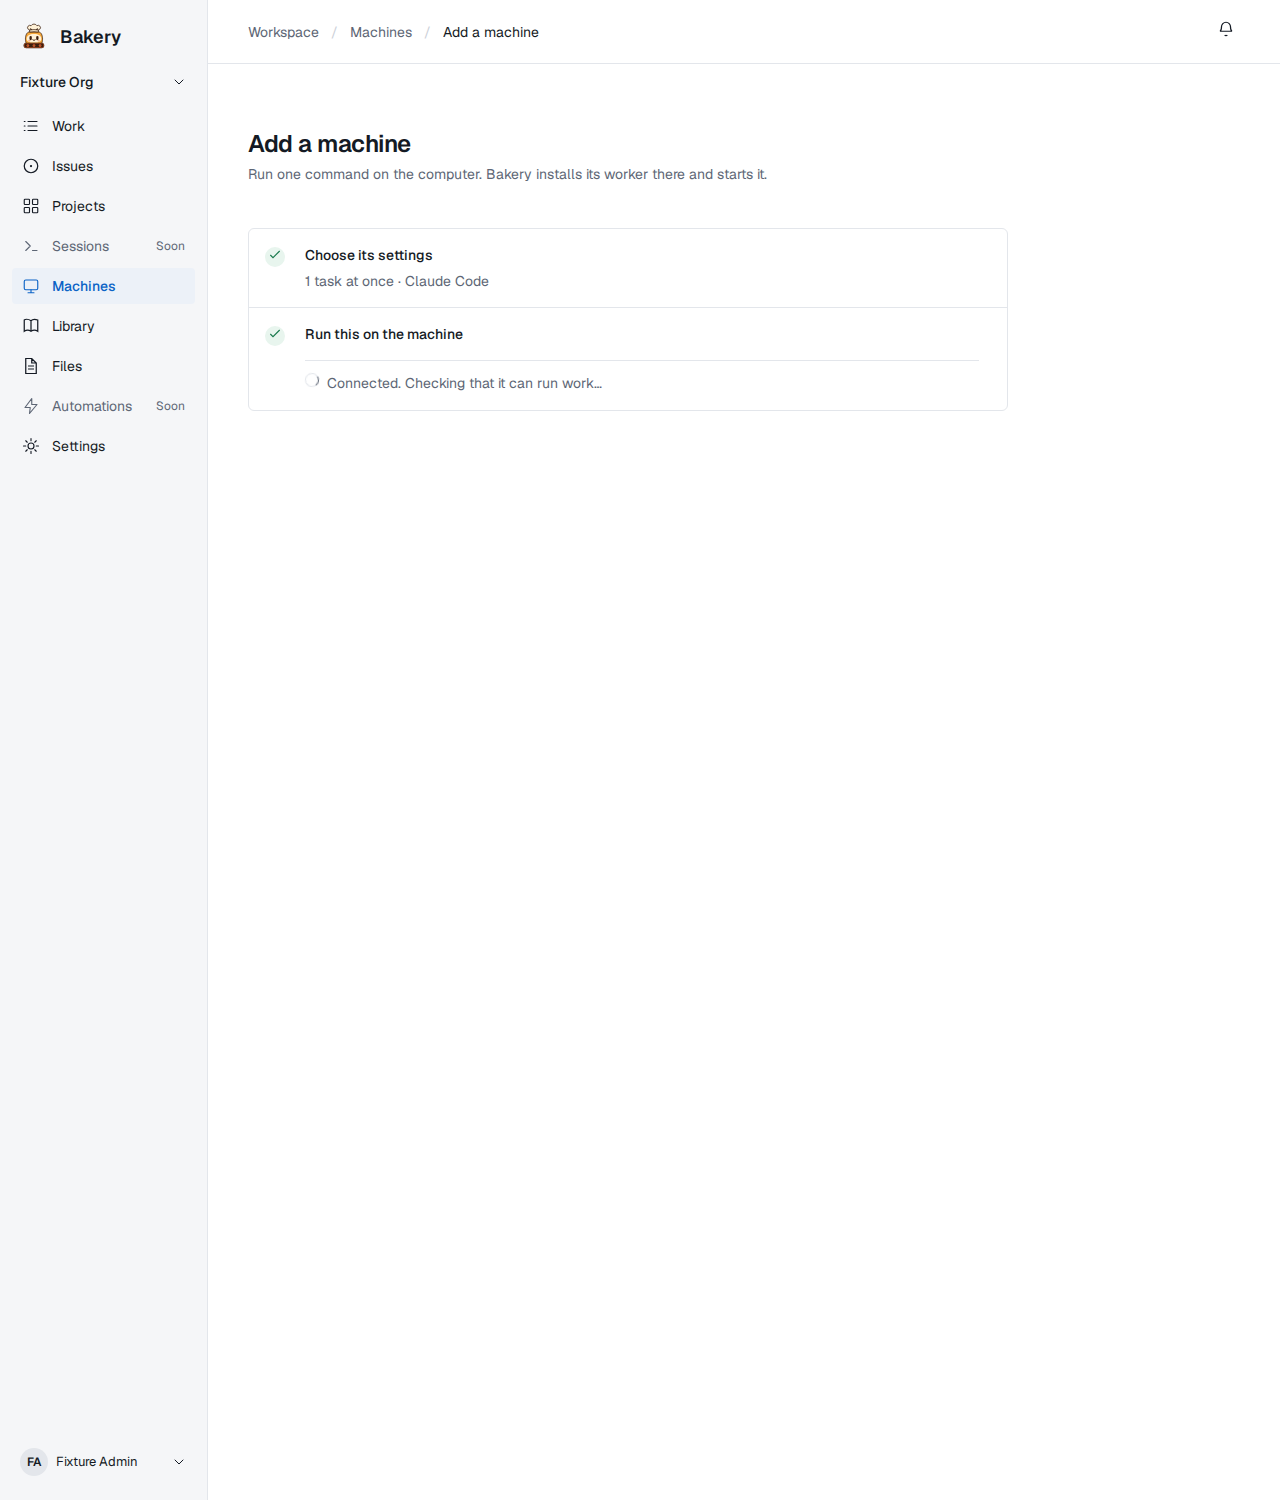 Bakery
Fixture Org
Work
Issues
Projects
Sessions Soon
Machines
Library
Files
Automations Soon
Settings
FA Fixture Admin
Workspace / Machines / Add a machine
Add a machine
Run one command on the computer. Bakery installs its worker there and starts it.
Choose its settings
1 task at once · Claude Code
Run this on the machine
Connected. Checking that it can run work…